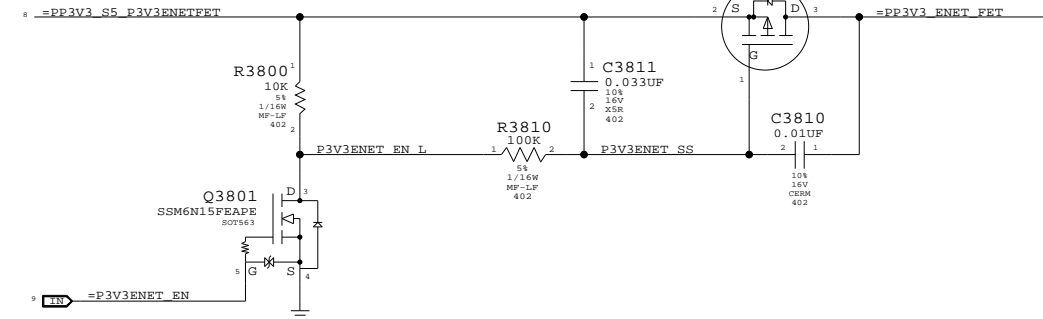 8 =PP3V3_S5_P3V3ENETFET
2 S D 3 =PP3V3_ENET_FET
G
1
R3800 1
10K
5%
1/16W
MF-LF
402 2
1 C3811
0.033UF
10%
2 16V
X5R
402
R3810
100K
P3V3ENET_EN_L 1 2 P3V3ENET_SS
5%
1/16W
MF-LF
402
C3810
0.01UF
2 1
10%
16V
CERM
402
Q3801 D 3
SSM6N15FEAPE
SOT563
5 G S 4
9 IN =P3V3ENET_EN